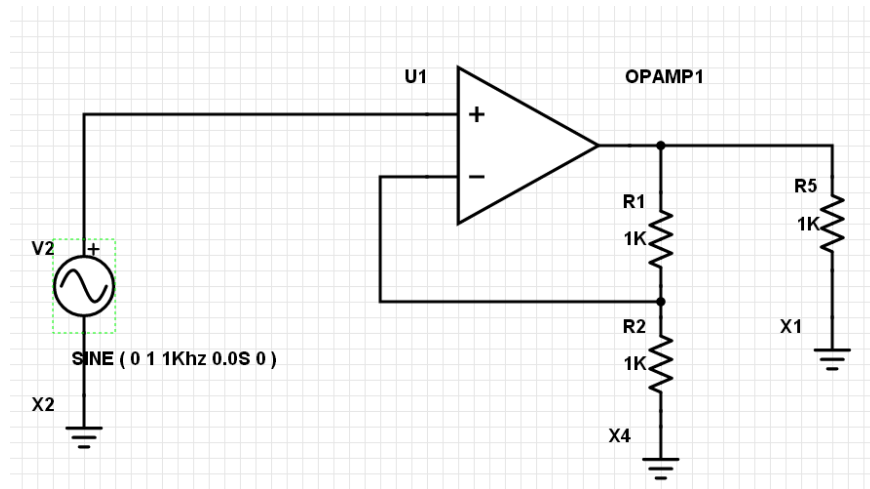 U1
OPAMP1
+
−
R1
1K
R5
1K
V2
+
SINE ( 0 1 1Khz 0.0S 0 )
R2
1K
X1
X2
X4